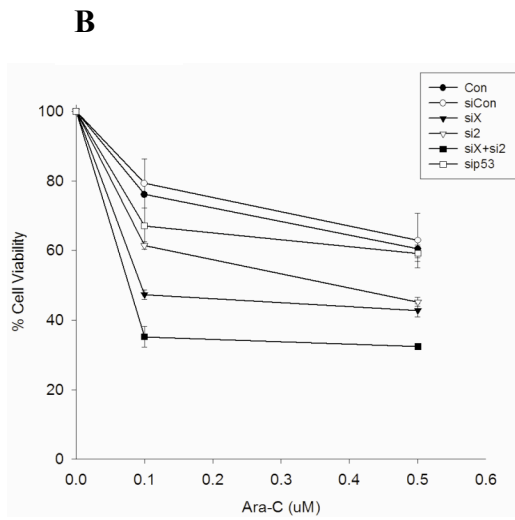 B
Con
siCon
siX
si2
siX+si2
sip53
100
80
60
40
20
0
% Cell Viability
0.0 0.1 0.2 0.3 0.4 0.5 0.6
Ara-C (uM)